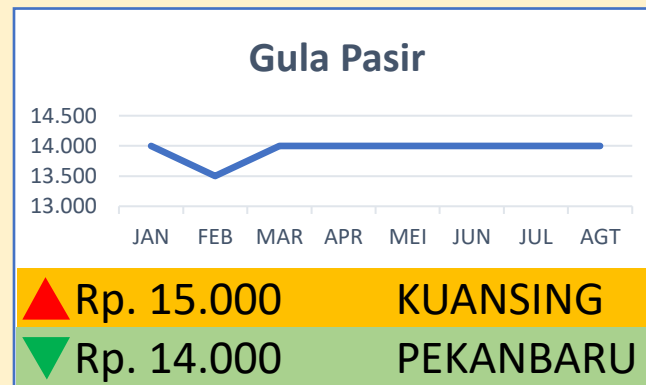 Gula Pasir
14.500
14.000
13.500
13.000
JAN FEB MAR APR MEI JUN JUL AGT
Rp. 15.000 KUANSING
Rp. 14.000 PEKANBARU